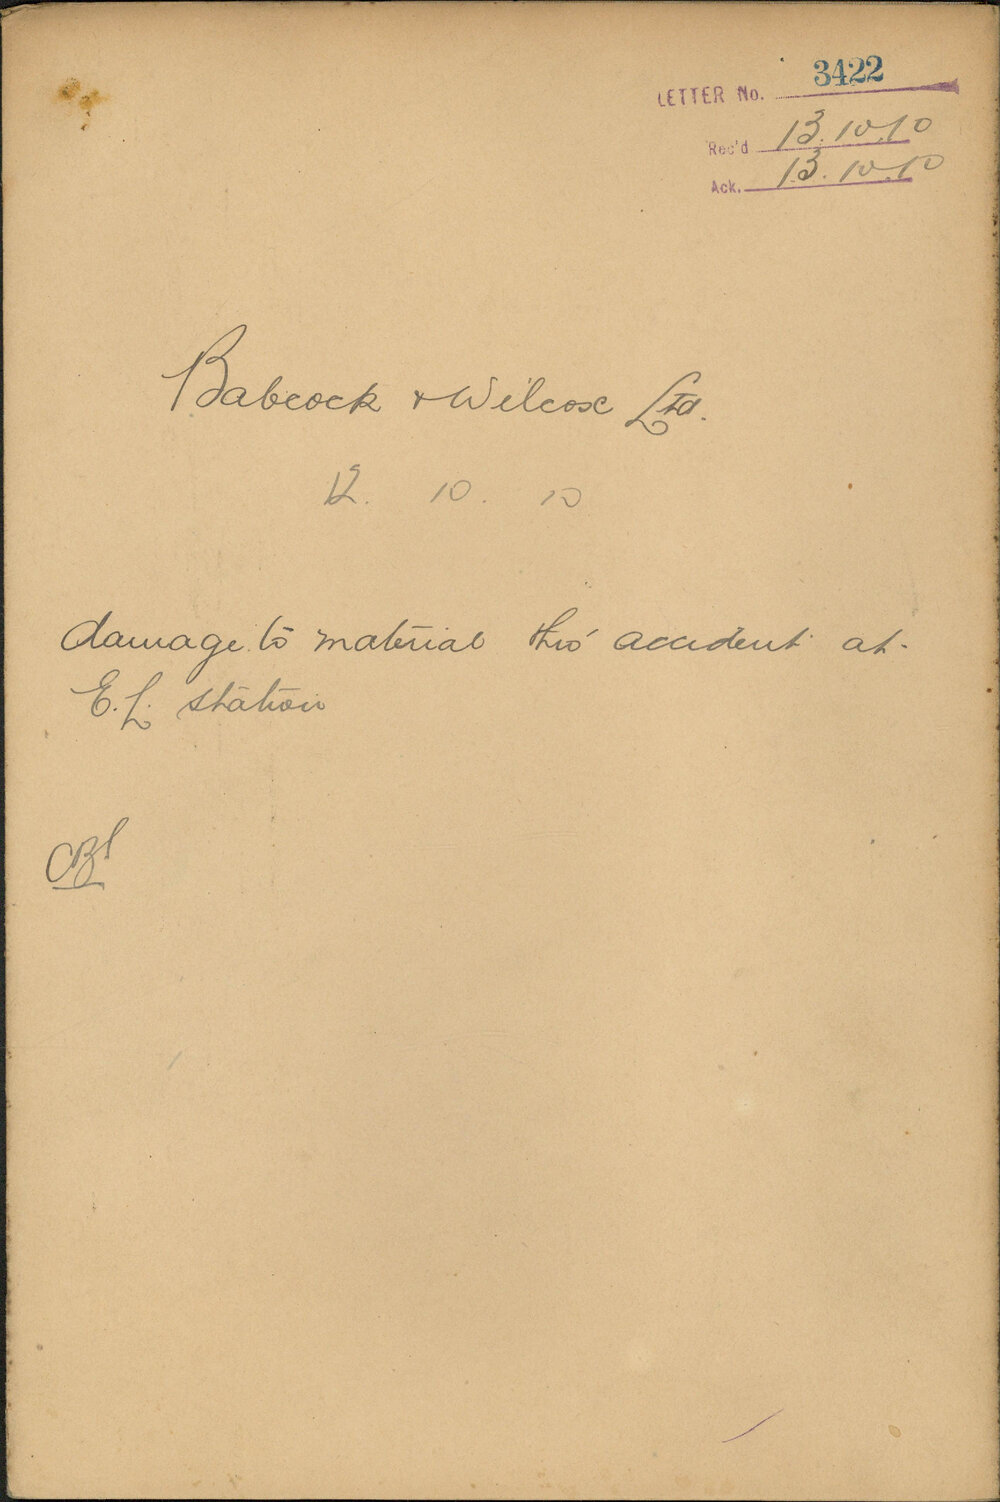 LETTER No. 3422
Rec'd 13.10.10
Ack. 13.10.10
Babcock & Wilcox Ltd.
12. 10. 10
damage to material thro' accident at
E.L. station